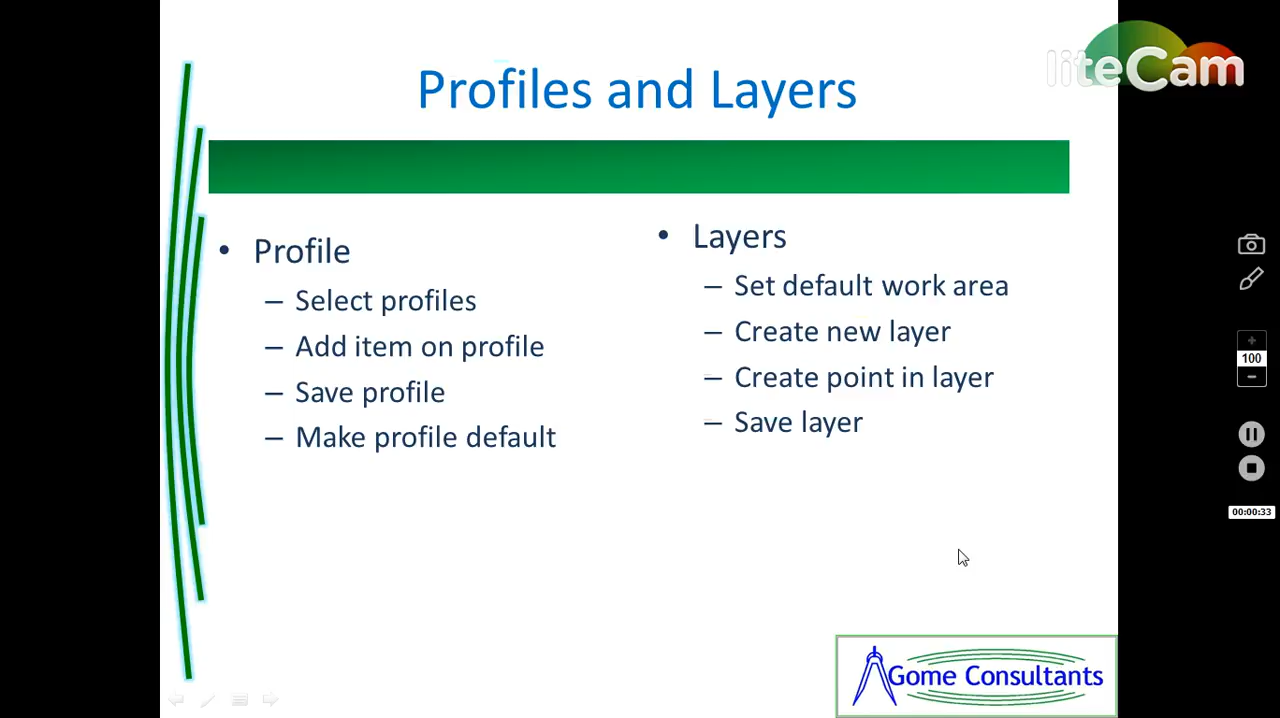 liteCam
Profiles and Layers
• Profile
– Select profiles
– Add item on profile
– Save profile
– Make profile default
• Layers
– Set default work area
– Create new layer
– Create point in layer
– Save layer
100
00:00:33
Gome Consultants